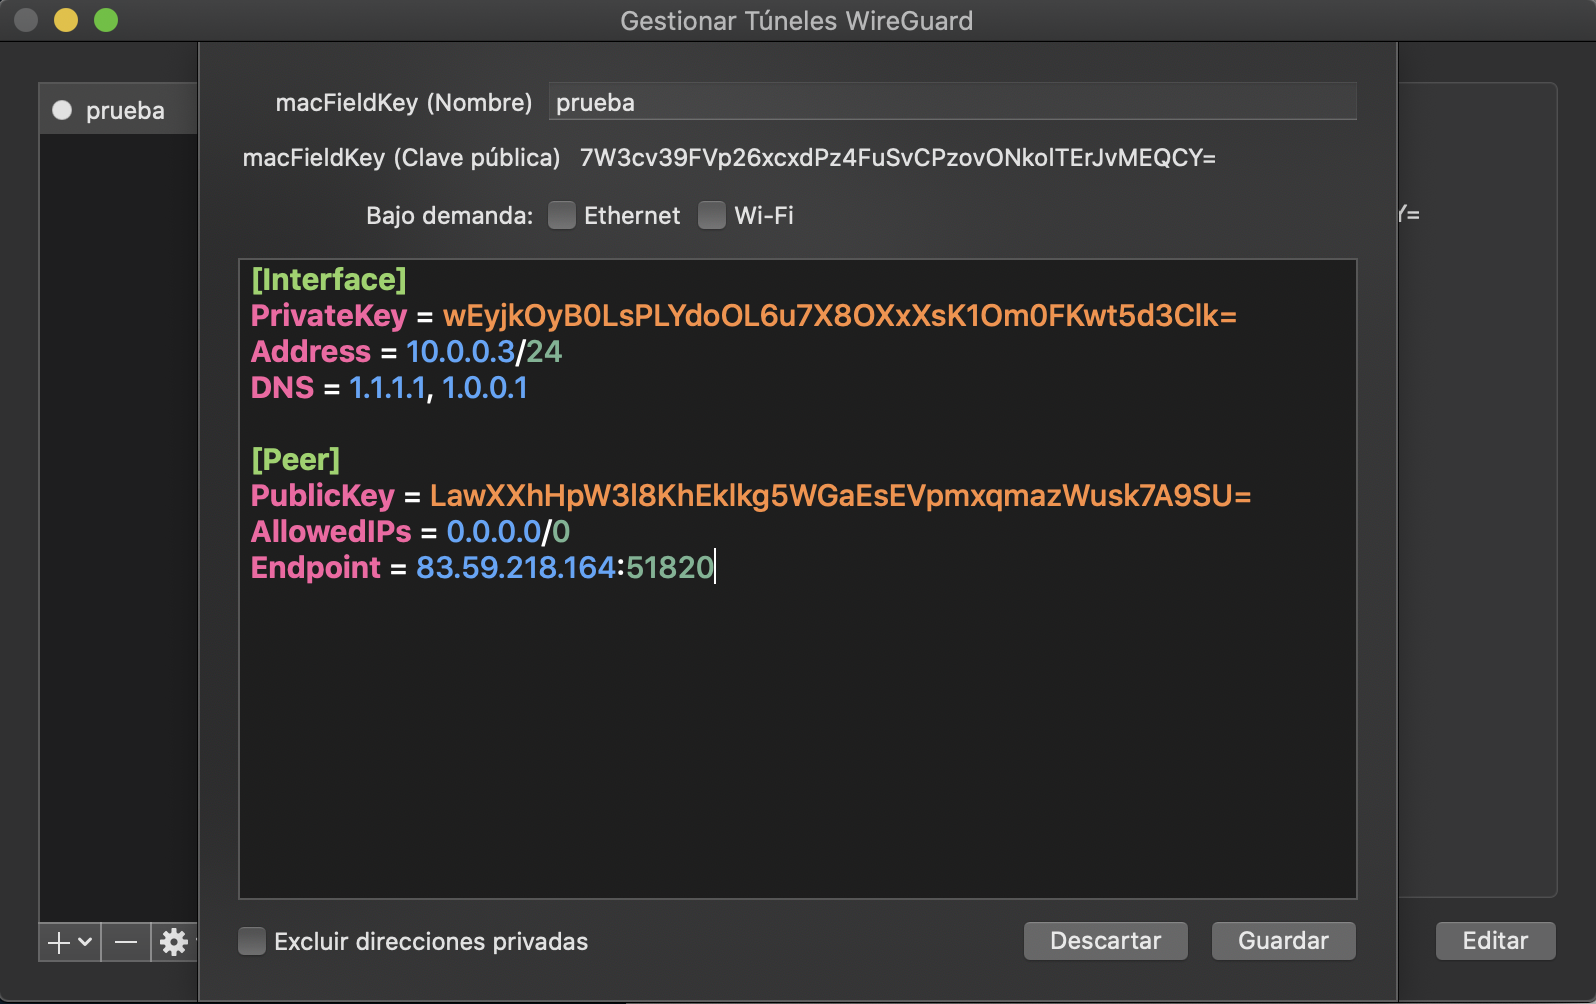 Gestionar Túneles WireGuard
prueba
macFieldKey (Nombre) prueba
macFieldKey (Clave pública) 7W3cv39FVp26xcxdPz4FuSvCPzovONkolTErJvMEQCY=
Bajo demanda: Ethernet Wi-Fi
Y=
[Interface]
PrivateKey = wEyjkOyB0LsPLYdoOL6u7X8OXxXsK1Om0FKwt5d3Clk=
Address = 10.0.0.3/24
DNS = 1.1.1.1, 1.0.0.1
[Peer]
PublicKey = LawXXhHpW3l8KhEklkg5WGaEsEVpmxqmazWusk7A9SU=
AllowedIPs = 0.0.0.0/0
Endpoint = 83.59.218.164:51820
Excluir direcciones privadas
Descartar
Guardar
Editar